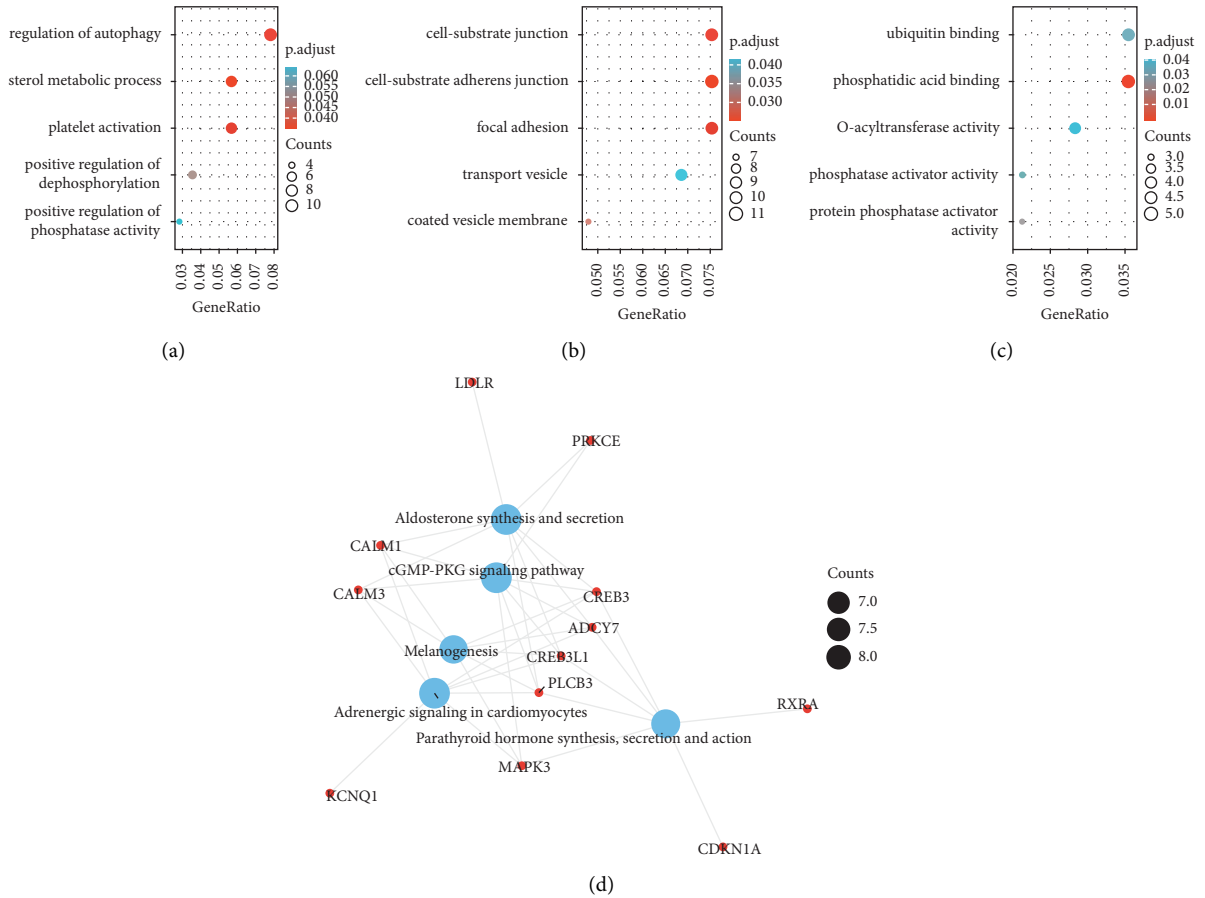 regulation of autophagy
sterol metabolic process
platelet activation
positive regulation of
dephosphorylation
positive regulation of
phosphatase activity
0.03
0.04
0.05
0.06
0.07
0.08
GeneRatio
p.adjust
0.060
0.055
0.050
0.045
0.040
Counts
4
6
8
10
(a)
cell-substrate junction
cell-substrate adherens junction
focal adhesion
transport vesicle
coated vesicle membrane
0.050
0.055
0.060
0.065
0.070
0.075
GeneRatio
p.adjust
0.040
0.035
0.030
Counts
7
8
9
10
11
(b)
ubiquitin binding
phosphatidic acid binding
O-acyltransferase activity
phosphatase activator activity
protein phosphatase activator
activity
0.020
0.025
0.030
0.035
GeneRatio
p.adjust
0.04
0.03
0.02
0.01
Counts
3.0
3.5
4.0
4.5
5.0
(c)
LDLR
PRKCE
Aldosterone synthesis and secretion
CALM1
cGMP-PKG signaling pathway
CALM3
CREB3
ADCY7
Melanogenesis
CREB3L1
PLCB3
Adrenergic signaling in cardiomyocytes
RXRA
Parathyroid hormone synthesis, secretion and action
MAPK3
KCNQ1
CDKN1A
Counts
7.0
7.5
8.0
(d)